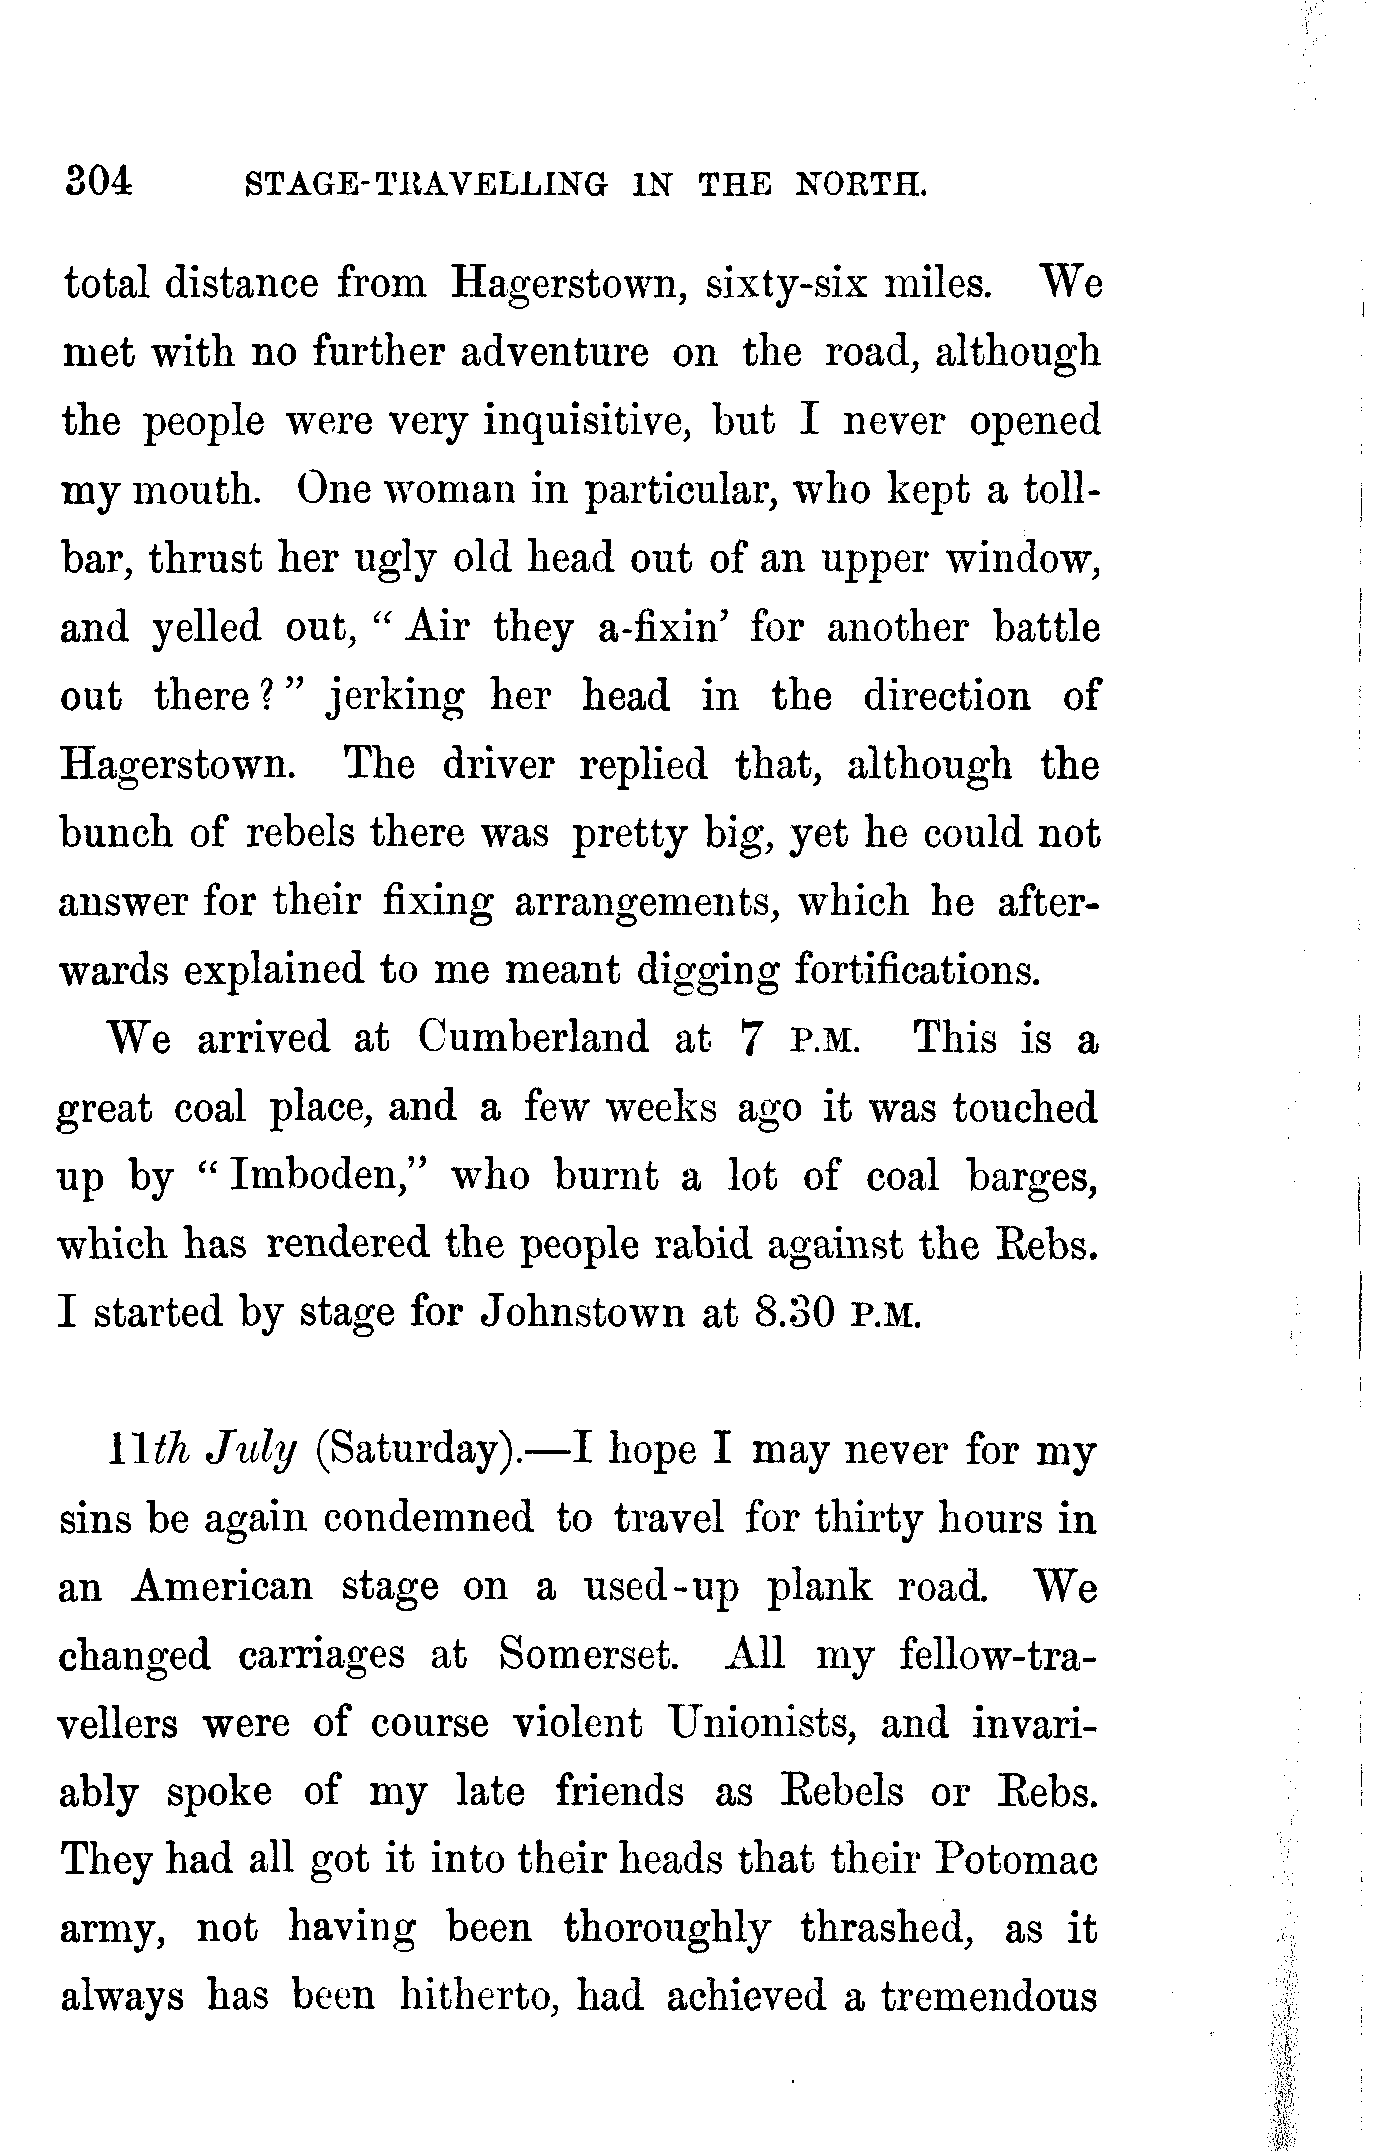 304 STAGE-TRAVELLING IN THE NORTH.
total distance from Hagerstown, sixty-six miles. We
met with no further adventure on the road, although
the people were very inquisitive, but I never opened
my mouth. One woman in particular, who kept a toll-
bar, thrust her ugly old head out of an upper window,
and yelled out, “ Air they a-fixin’ for another battle
out there ? ” jerking her head in the direction of
Hagerstown. The driver replied that, although the
bunch of rebels there was pretty big, yet he could not
answer for their fixing arrangements, which he after-
wards explained to me meant digging fortifications.
We arrived at Cumberland at 7 P.M. This is a
great coal place, and a few weeks ago it was touched
up by “ Imboden,” who burnt a lot of coal barges,
which has rendered the people rabid against the Rebs.
I started by stage for Johnstown at 8.30 P.M.
11th July (Saturday).—I hope I may never for my
sins be again condemned to travel for thirty hours in
an American stage on a used-up plank road. We
changed carriages at Somerset. All my fellow-tra-
vellers were of course violent Unionists, and invari-
ably spoke of my late friends as Rebels or Rebs.
They had all got it into their heads that their Potomac
army, not having been thoroughly thrashed, as it
always has been hitherto, had achieved a tremendous